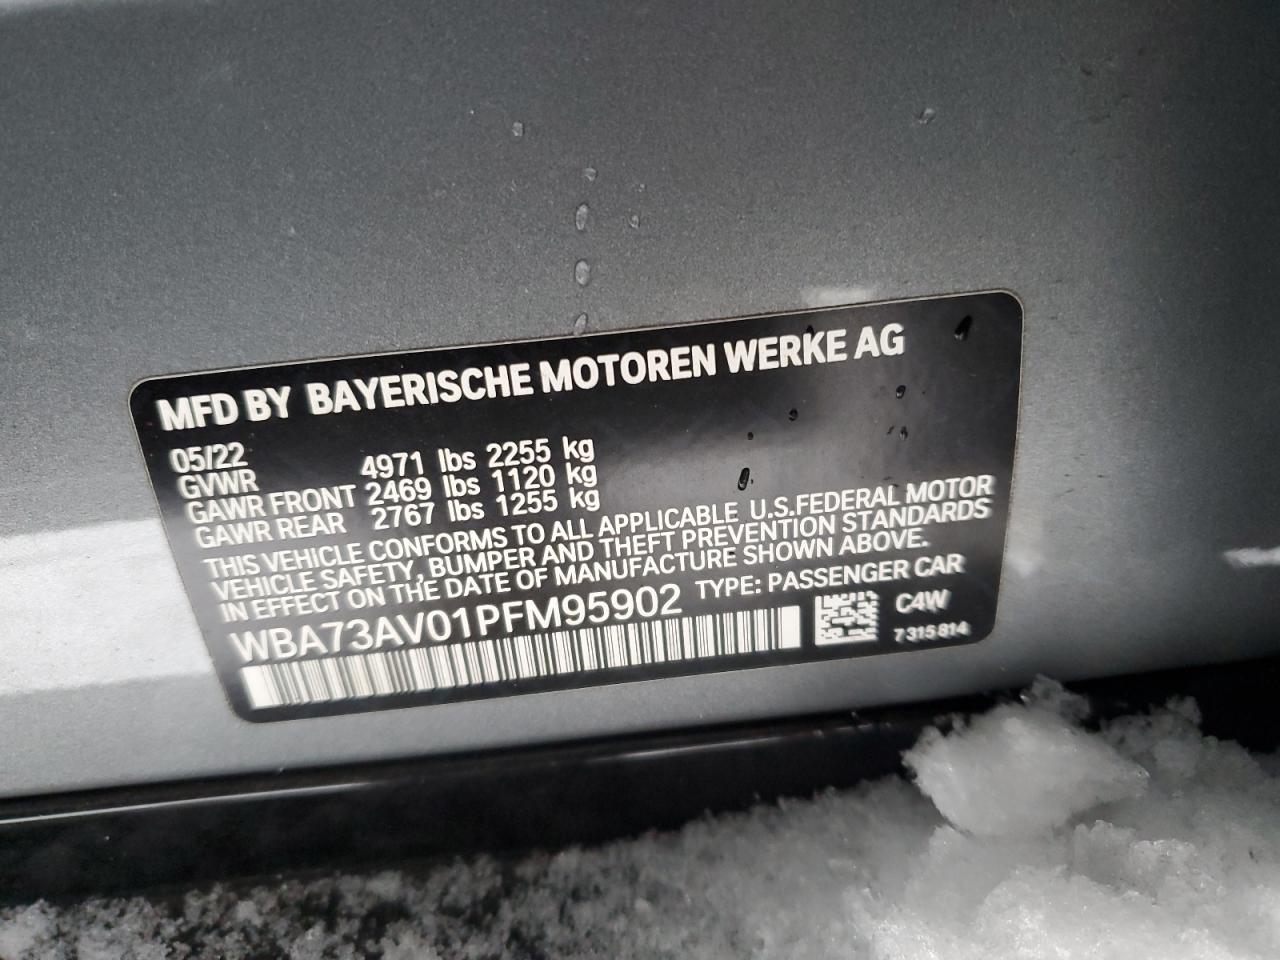 MFD BY BAYERISCHE MOTOREN WERKE AG
05/22
GVWR 4971 lbs 2255 kg
GAWR FRONT 2469 lbs 1120 kg
GAWR REAR 2767 lbs 1255 kg
THIS VEHICLE CONFORMS TO ALL APPLICABLE U.S.FEDERAL MOTOR
VEHICLE SAFETY, BUMPER AND THEFT PREVENTION STANDARDS
IN EFFECT ON THE DATE OF MANUFACTURE SHOWN ABOVE.
WBA73AV01PFM95902 TYPE: PASSENGER CAR
C4W
7 315 814